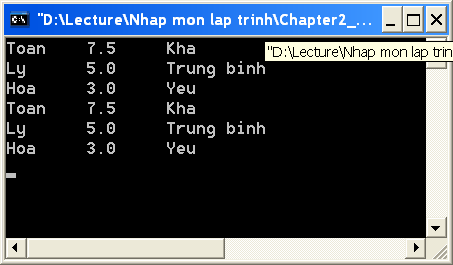 "D:\Lecture\Nhap mon lap trinh\Chapter2_...
"D:\Lecture\Nhap mon lap trin
Toan 7.5 Kha
Ly 5.0 Trung binh
Hoa 3.0 Yeu
Toan 7.5 Kha
Ly 5.0 Trung binh
Hoa 3.0 Yeu